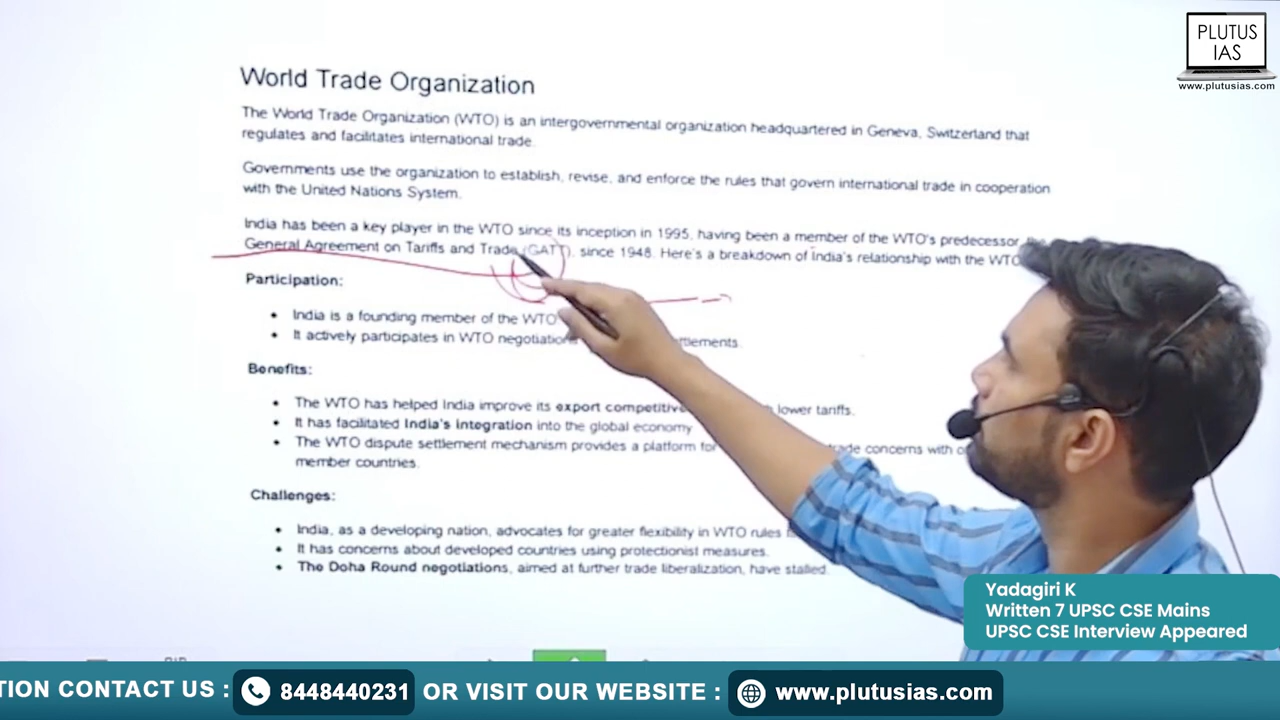 PLUTUS
IAS
www.plutusias.com
World Trade Organization
The World Trade Organization (WTO) is an intergovernmental organization headquartered in Geneva, Switzerland that
regulates and facilitates international trade.
Governments use the organization to establish, revise, and enforce the rules that govern international trade in cooperation
with the United Nations System.
India has been a key player in the WTO since its inception in 1995, having been a member of the WTO's predecessor
General Agreement on Tariffs and Trade (GATT), since 1948. Here's a breakdown of India's relationship with the WTO
Participation:
• India is a founding member of the WTO
• It actively participates in WTO negotiations
Benefits:
• The WTO has helped India improve its export lower tariffs.
• It has facilitated India's integration into the global economy
• The WTO dispute settlement mechanism provides a platform for concerns with
member countries.
Challenges:
• India, as a developing nation, advocates for greater flexibility in WTO rules
• It has concerns about developed countries using protectionist measures.
• The Doha Round negotiations, aimed at further trade liberalization, have stalled.
Yadagiri K
Written 7 UPSC CSE Mains
UPSC CSE Interview Appeared
CONTACT US : 8448440231 OR VISIT OUR WEBSITE : www.plutusias.com